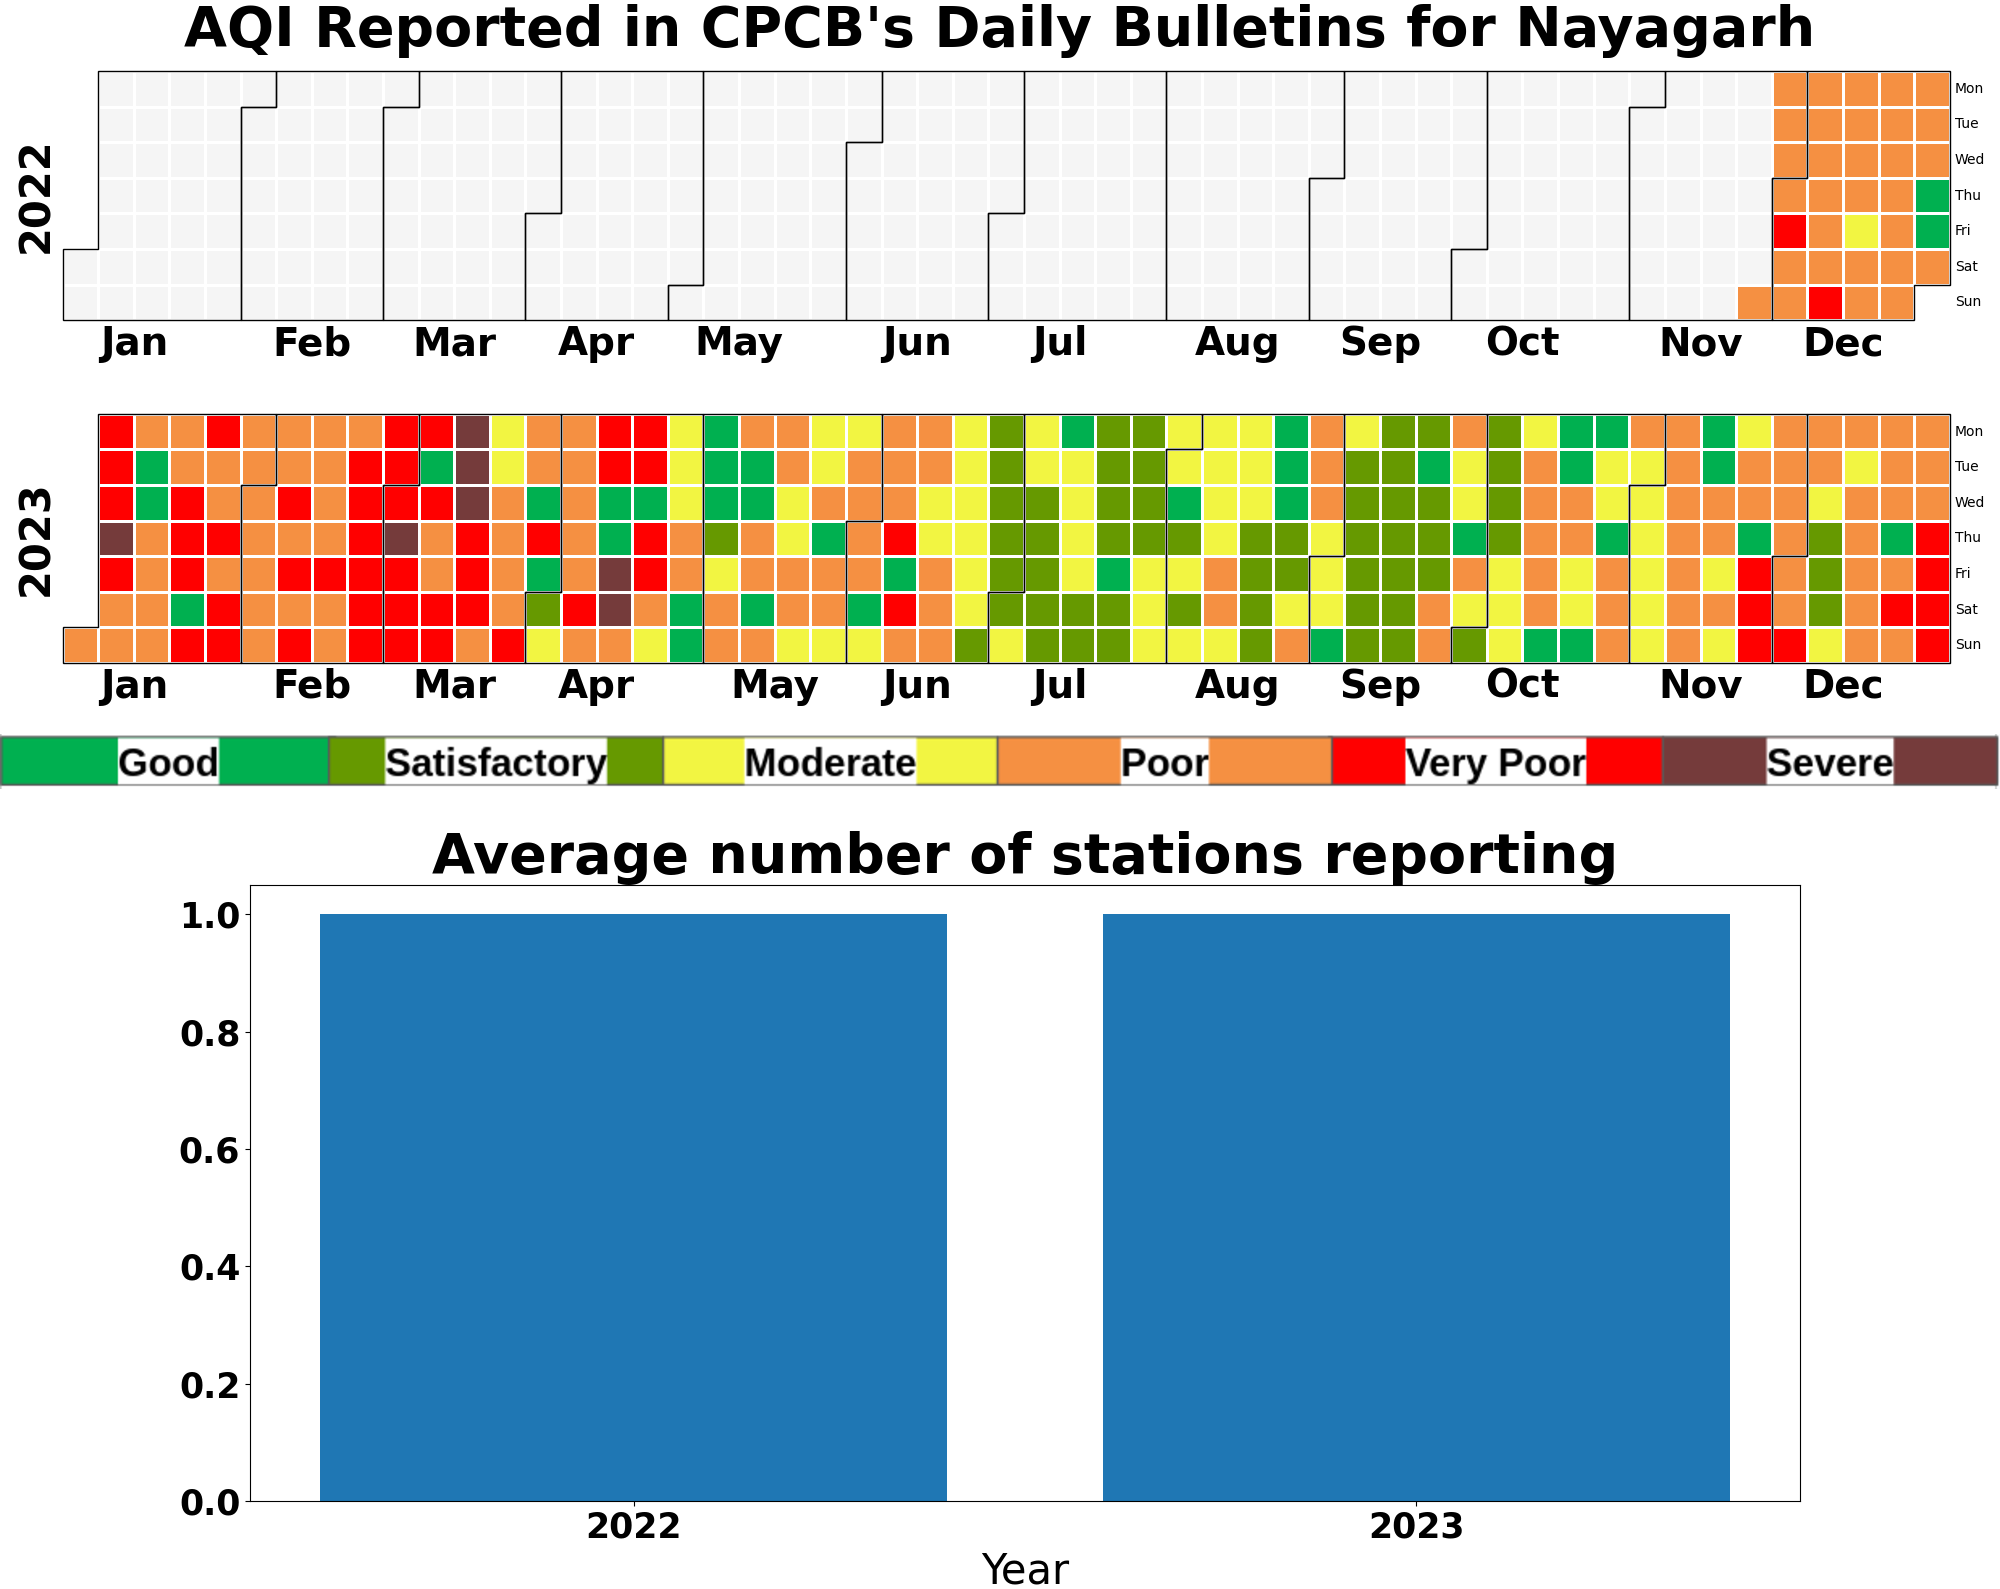 AQI Reported in CPCB's Daily Bulletins for Nayagarh
2022
Mon
Tue
Wed
Thu
Fri
Sat
Sun
Jan Feb Mar Apr May Jun Jul Aug Sep Oct Nov Dec
2023
Mon
Tue
Wed
Thu
Fri
Sat
Sun
Jan Feb Mar Apr May Jun Jul Aug Sep Oct Nov Dec
Good Satisfactory Moderate Poor Very Poor Severe
Average number of stations reporting
1.0
0.8
0.6
0.4
0.2
0.0
2022 2023
Year